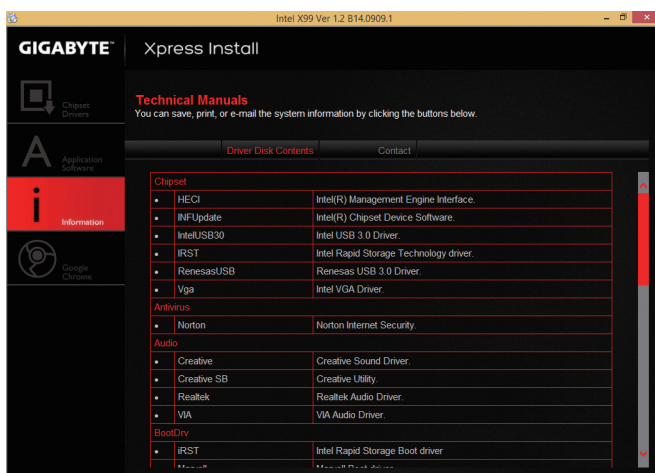 Intel X99 Ver 1.2 B14.0909.1
GIGABYTE™
Xpress Install
Chipset
Drivers
Application
Software
Information
Google
Chrome
Technical Manuals
You can save, print, or e-mail the system information by clicking the buttons below.
Driver Disk Contents Contact
Chipset
• HECI Intel(R) Management Engine Interface.
• INFUpdate Intel(R) Chipset Device Software.
• IntelUSB30 Intel USB 3.0 Driver.
• IRST Intel Rapid Storage Technology driver.
• RenesasUSB Renesas USB 3.0 Driver.
• Vga Intel VGA Driver.
Antivirus
• Norton Norton Internet Security.
Audio
• Creative Creative Sound Driver.
• Creative SB Creative Utility.
• Realtek Realtek Audio Driver.
• VIA VIA Audio Driver.
BootDrv
• iRST Intel Rapid Storage Boot driver